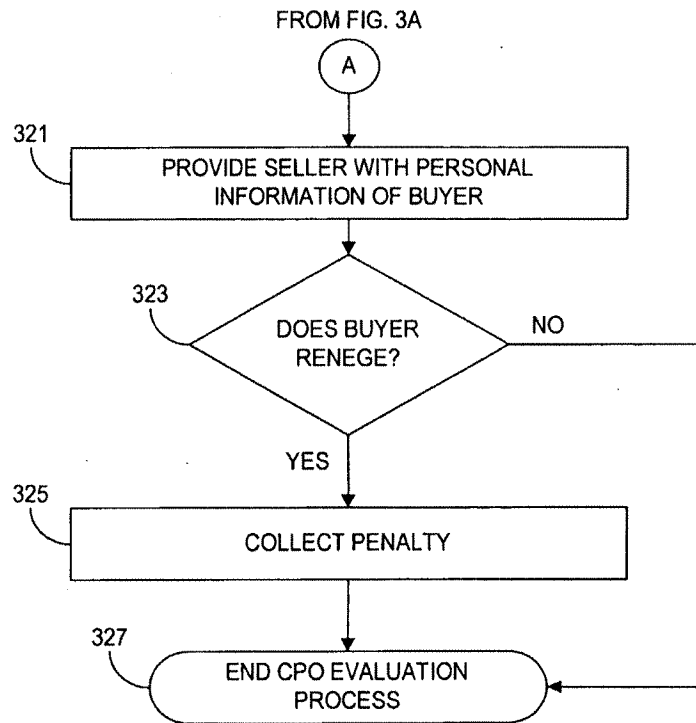 FROM FIG. 3A
A
321
PROVIDE SELLER WITH PERSONAL
INFORMATION OF BUYER
323
DOES BUYER
RENEGE?
NO
YES
325
COLLECT PENALTY
327
END CPO EVALUATION
PROCESS